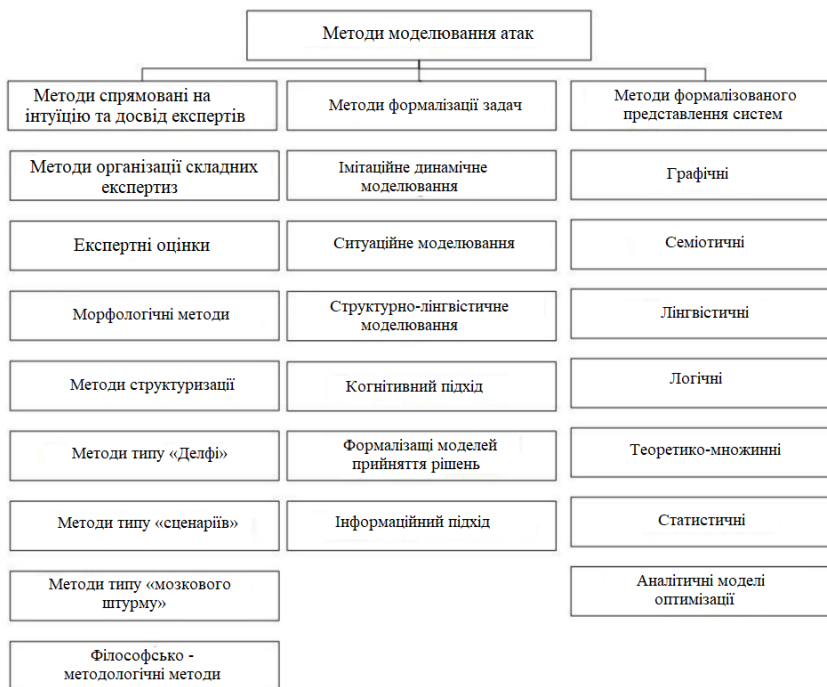 Методи моделювання атак
Методи спрямовані на
інтуїцію та досвід експертів
Методи організації складних
експертиз
Експертні оцінки
Морфологічні методи
Методи структуризації
Методи типу «Делфі»
Методи типу «сценаріїв»
Методи типу «мозкового
штурму»
Філософсько -
методологічні методи
Методи формалізації задач
Імітаційне динамічне
моделювання
Ситуаційне моделювання
Структурно-лінгвістичне
моделювання
Когнітивний підхід
Формалізащі моделей
прийняття рішень
Інформаційний підхід
Методи формалізованого
представлення систем
Графічні
Семіотичні
Лінгвістичні
Логічні
Теоретико-множинні
Статистичні
Аналітичні моделі
оптимізації